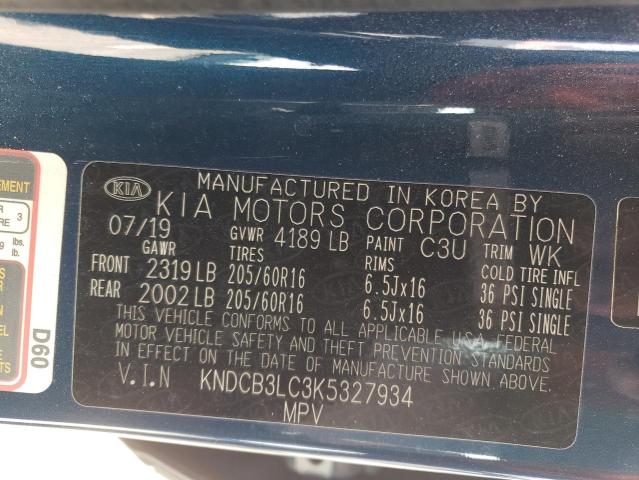 KIA
MANUFACTURED IN KOREA BY
KIA MOTORS CORPORATION
07/19 GVWR 4189 LB PAINT C3U TRIM WK
GAWR TIRES RIMS COLD TIRE INFL
FRONT 2319 LB 205/60R16 6.5Jx16 36 PSI SINGLE
REAR 2002 LB 205/60R16 6.5Jx16 36 PSI SINGLE
THIS VEHICLE CONFORMS TO ALL APPLICABLE U.S.A. FEDERAL
MOTOR VEHICLE SAFETY AND THEFT PREVENTION STANDARDS
IN EFFECT ON THE DATE OF MANUFACTURE SHOWN ABOVE.
V.I.N KNDCB3LC3K5327934
MPV
3
lbs.
lb.
D60